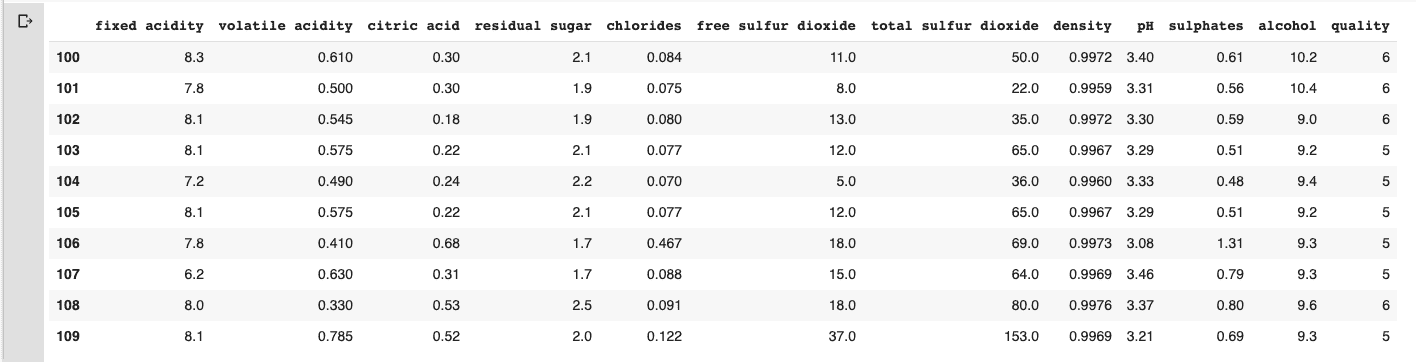 fixed acidity volatile acidity citric acid residual sugar chlorides free sulfur dioxide total sulfur dioxide density pH sulphates alcohol quality
100 8.3 0.610 0.30 2.1 0.084 11.0 50.0 0.9972 3.40 0.61 10.2 6
101 7.8 0.500 0.30 1.9 0.075 8.0 22.0 0.9959 3.31 0.56 10.4 6
102 8.1 0.545 0.18 1.9 0.080 13.0 35.0 0.9972 3.30 0.59 9.0 6
103 8.1 0.575 0.22 2.1 0.077 12.0 65.0 0.9967 3.29 0.51 9.2 5
104 7.2 0.490 0.24 2.2 0.070 5.0 36.0 0.9960 3.33 0.48 9.4 5
105 8.1 0.575 0.22 2.1 0.077 12.0 65.0 0.9967 3.29 0.51 9.2 5
106 7.8 0.410 0.68 1.7 0.467 18.0 69.0 0.9973 3.08 1.31 9.3 5
107 6.2 0.630 0.31 1.7 0.088 15.0 64.0 0.9969 3.46 0.79 9.3 5
108 8.0 0.330 0.53 2.5 0.091 18.0 80.0 0.9976 3.37 0.80 9.6 6
109 8.1 0.785 0.52 2.0 0.122 37.0 153.0 0.9969 3.21 0.69 9.3 5